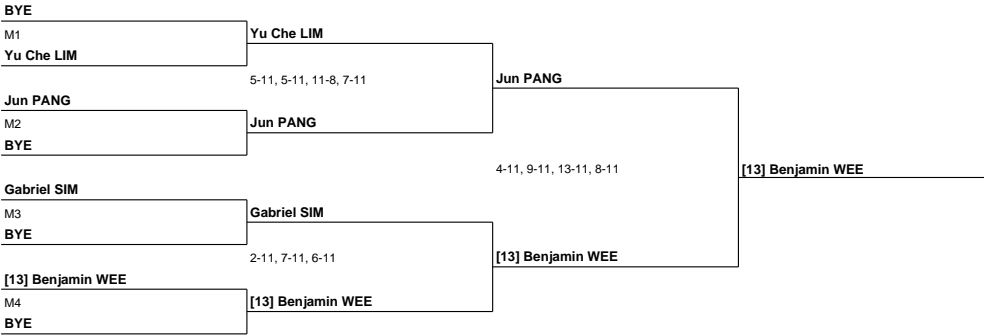 BYE
M1
Yu Che LIM
Yu Che LIM
5-11, 5-11, 11-8, 7-11
Jun PANG
Jun PANG
M2
Jun PANG
BYE
4-11, 9-11, 13-11, 8-11
[13] Benjamin WEE
Gabriel SIM
M3
Gabriel SIM
BYE
2-11, 7-11, 6-11
[13] Benjamin WEE
[13] Benjamin WEE
M4
[13] Benjamin WEE
BYE